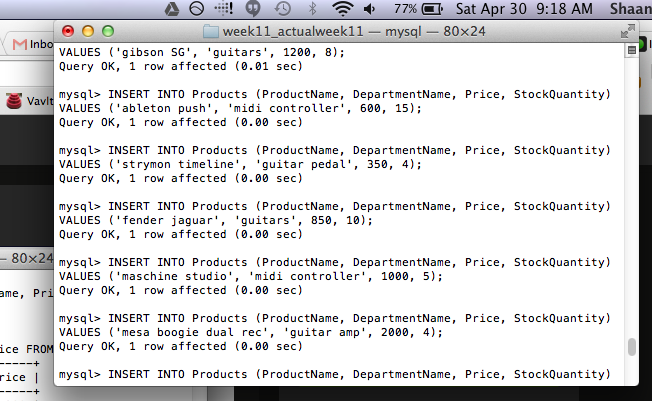 77% Sat Apr 30 9:18 AM Shaan
week11_actualweek11 — mysql — 80×24
Inbo
VALUES ('gibson SG', 'guitars', 1200, 8);
Query OK, 1 row affected (0.01 sec)
mysql> INSERT INTO Products (ProductName, DepartmentName, Price, StockQuantity)
VALUES ('ableton push', 'midi controller', 600, 15);
Query OK, 1 row affected (0.00 sec)
mysql> INSERT INTO Products (ProductName, DepartmentName, Price, StockQuantity)
VALUES ('strymon timeline', 'guitar pedal', 350, 4);
Query OK, 1 row affected (0.00 sec)
mysql> INSERT INTO Products (ProductName, DepartmentName, Price, StockQuantity)
VALUES ('fender jaguar', 'guitars', 850, 10);
Query OK, 1 row affected (0.00 sec)
mysql> INSERT INTO Products (ProductName, DepartmentName, Price, StockQuantity)
VALUES ('maschine studio', 'midi controller', 1000, 5);
Query OK, 1 row affected (0.00 sec)
mysql> INSERT INTO Products (ProductName, DepartmentName, Price, StockQuantity)
VALUES ('mesa boogie dual rec', 'guitar amp', 2000, 4);
Query OK, 1 row affected (0.00 sec)
mysql> INSERT INTO Products (ProductName, DepartmentName, Price, StockQuantity)
— 80×24
ame, Pri
ice FROM
-----+
rice |
-----+